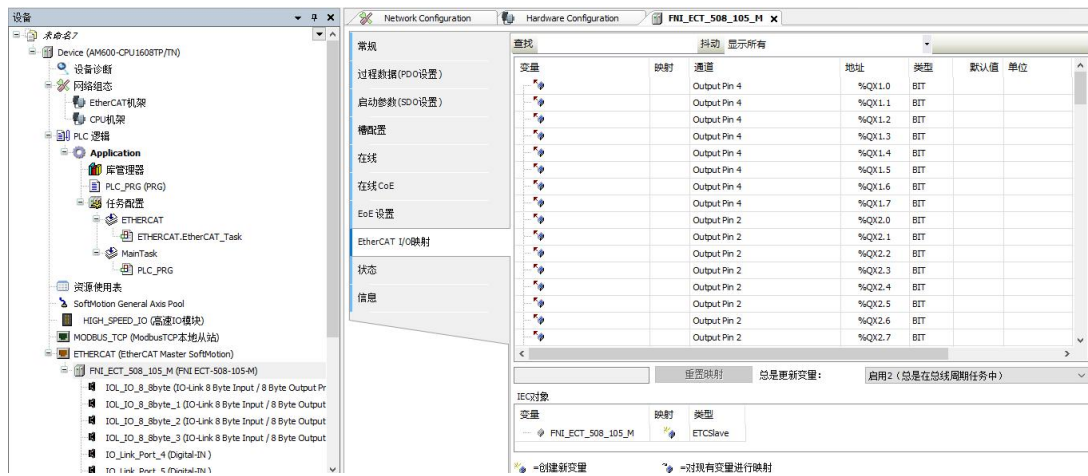 设备
未命名7
Device (AM600-CPU1608TP/TN)
设备诊断
网络组态
EtherCAT机架
CPU机架
PLC 逻辑
Application
库管理器
PLC_PRG (PRG)
任务配置
ETHERCAT
ETHERCAT.EtherCAT_Task
MainTask
PLC_PRG
资源使用表
SoftMotion General Axis Pool
HIGH_SPEED_IO (高速IO模块)
MODBUS_TCP (ModbusTCP本地从站)
ETHERCAT (EtherCAT Master SoftMotion)
FNI_ECT_508_105_M (FNI ECT-508-105-M)
IOL_IO_8_8byte (IO-Link 8 Byte Input / 8 Byte Output Pr
IOL_IO_8_8byte_1 (IO-Link 8 Byte Input / 8 Byte Output
IOL_IO_8_8byte_2 (IO-Link 8 Byte Input / 8 Byte Output
IOL_IO_8_8byte_3 (IO-Link 8 Byte Input / 8 Byte Output
IO_Link_Port_4 (Digital-IN )
IO_Link_Port_5 (Digital-IN )
Network Configuration Hardware Configuration FNI_ECT_508_105_M
常规
过程数据(PDO设置)
启动参数(SDO设置)
槽配置
在线
在线CoE
EoE 设置
EtherCAT I/O映射
状态
信息
查找 抖动 显示所有
变量 映射 通道 地址 类型 默认值 单位
Output Pin 4 %QX1.0 BIT
Output Pin 4 %QX1.1 BIT
Output Pin 4 %QX1.2 BIT
Output Pin 4 %QX1.3 BIT
Output Pin 4 %QX1.4 BIT
Output Pin 4 %QX1.5 BIT
Output Pin 4 %QX1.6 BIT
Output Pin 4 %QX1.7 BIT
Output Pin 2 %QX2.0 BIT
Output Pin 2 %QX2.1 BIT
Output Pin 2 %QX2.2 BIT
Output Pin 2 %QX2.3 BIT
Output Pin 2 %QX2.4 BIT
Output Pin 2 %QX2.5 BIT
Output Pin 2 %QX2.6 BIT
Output Pin 2 %QX2.7 BIT
重置映射 总是更新变量: 启用2 (总是在总线周期任务中)
IEC对象
变量 映射 类型
FNI_ECT_508_105_M ETCSlave
=创建新变量 =对现有变量进行映射